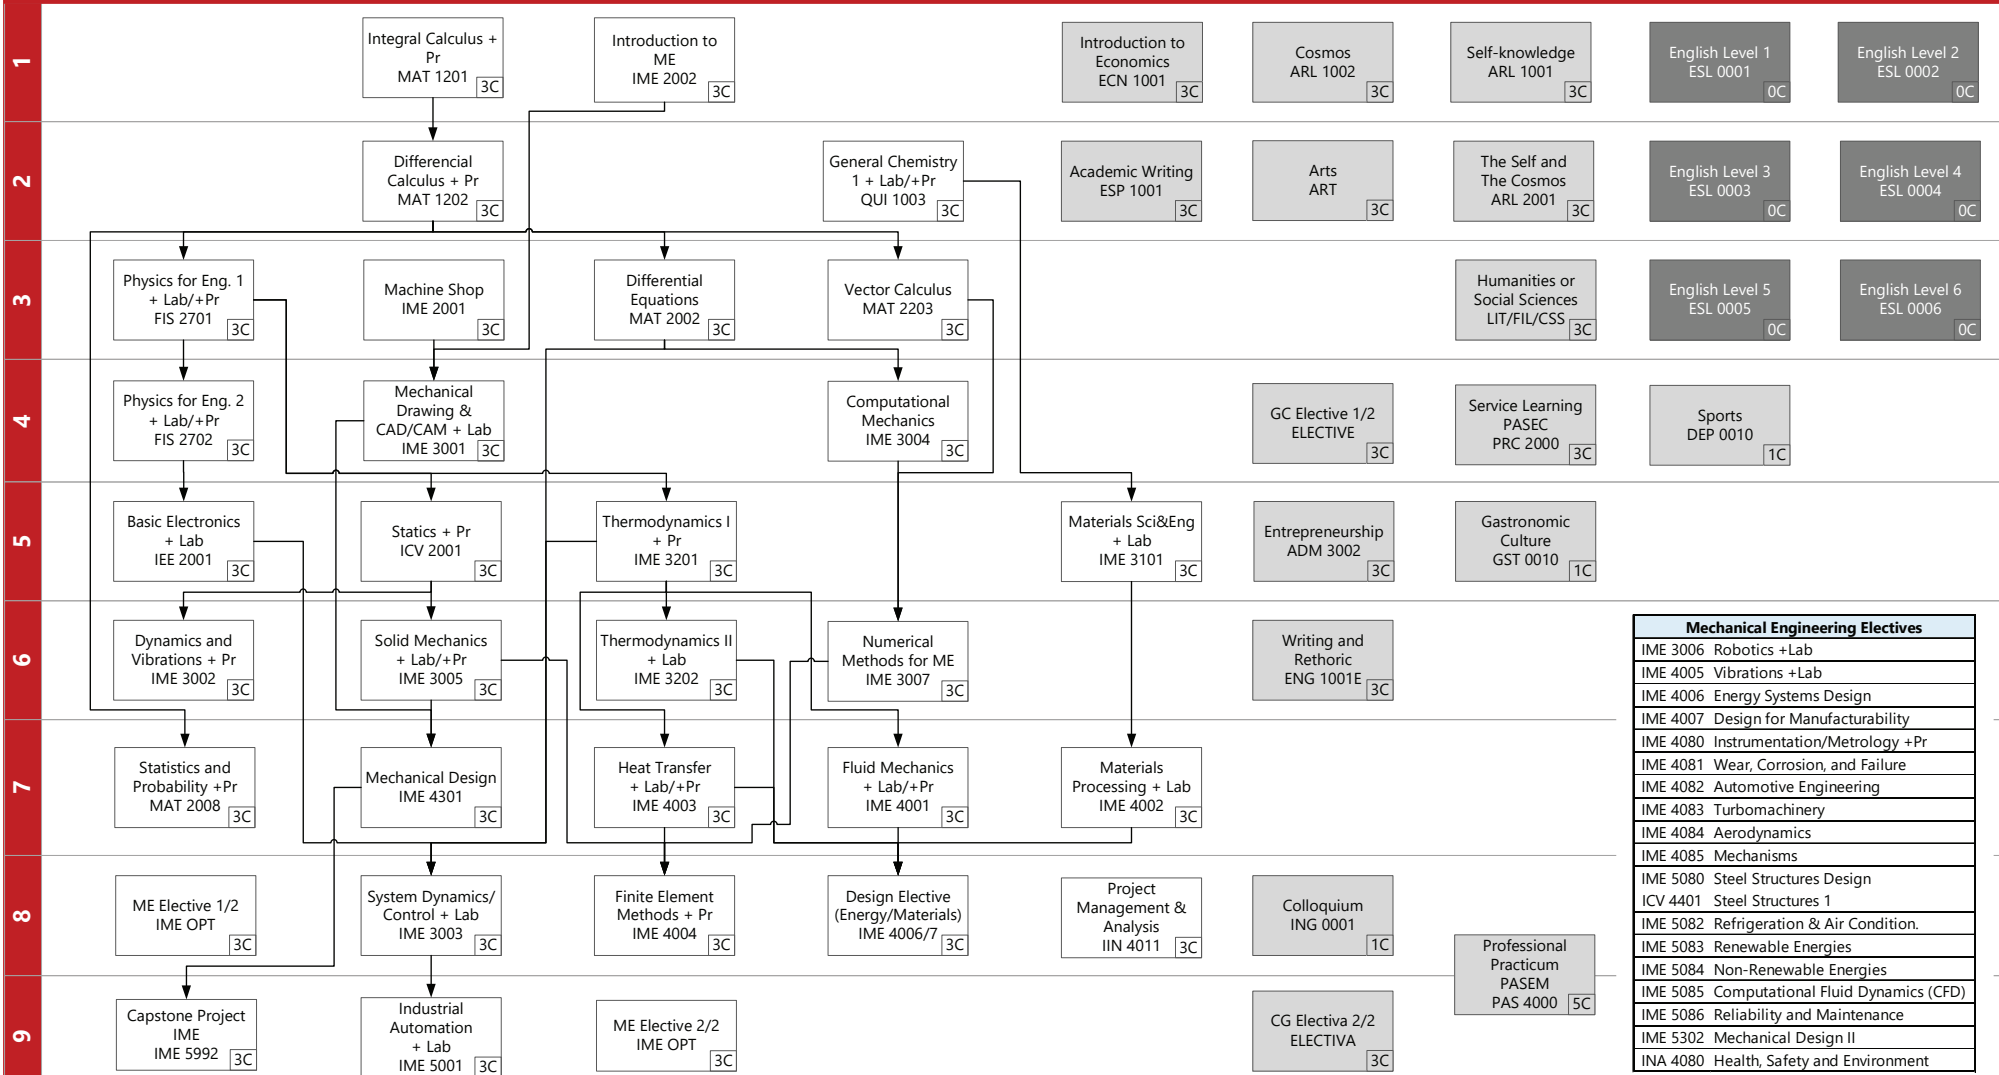 1
Integral Calculus +
Pr
MAT 1201
3C
Introduction to
ME
IME 2002
3C
Introduction to
Economics
ECN 1001
3C
Cosmos
ARL 1002
3C
Self-knowledge
ARL 1001
3C
English Level 1
ESL 0001
0C
English Level 2
ESL 0002
0C
2
Differencial
Calculus + Pr
MAT 1202
3C
General Chemistry
1 + Lab/+Pr
QUI 1003
3C
Academic Writing
ESP 1001
3C
Arts
ART
3C
The Self and
The Cosmos
ARL 2001
3C
English Level 3
ESL 0003
0C
English Level 4
ESL 0004
0C
3
Physics for Eng. 1
+ Lab/+Pr
FIS 2701
3C
Machine Shop
IME 2001
3C
Differential
Equations
MAT 2002
3C
Vector Calculus
MAT 2203
3C
Humanities or
Social Sciences
LIT/FIL/CSS
3C
English Level 5
ESL 0005
0C
English Level 6
ESL 0006
0C
4
Physics for Eng. 2
+ Lab/+Pr
FIS 2702
3C
Mechanical
Drawing &
CAD/CAM + Lab
IME 3001
3C
Computational
Mechanics
IME 3004
3C
GC Elective 1/2
ELECTIVE
3C
Service Learning
PASEC
PRC 2000
3C
Sports
DEP 0010
1C
5
Basic Electronics
+ Lab
IEE 2001
3C
Statics + Pr
ICV 2001
3C
Thermodynamics I
+ Pr
IME 3201
3C
Materials Sci&Eng
+ Lab
IME 3101
3C
Entrepreneurship
ADM 3002
3C
Gastronomic
Culture
GST 0010
1C
6
Dynamics and
Vibrations + Pr
IME 3002
3C
Solid Mechanics
+ Lab/+Pr
IME 3005
3C
Thermodynamics II
+ Lab
IME 3202
3C
Numerical
Methods for ME
IME 3007
3C
Writing and
Rethoric
ENG 1001E
3C
7
Statistics and
Probability +Pr
MAT 2008
3C
Mechanical Design
IME 4301
3C
Heat Transfer
+ Lab/+Pr
IME 4003
3C
Fluid Mechanics
+ Lab/+Pr
IME 4001
3C
Materials
Processing + Lab
IME 4002
3C
8
ME Elective 1/2
IME OPT
3C
System Dynamics/
Control + Lab
IME 3003
3C
Finite Element
Methods + Pr
IME 4004
3C
Design Elective
(Energy/Materials)
IME 4006/7
3C
Project
Management &
Analysis
IIN 4011
3C
Colloquium
ING 0001
1C
Professional
Practicum
PASEM
PAS 4000
5C
9
Capstone Project
IME
IME 5992
3C
Industrial
Automation
+ Lab
IME 5001
3C
ME Elective 2/2
IME OPT
3C
CG Electiva 2/2
ELECTIVA
3C
Mechanical Engineering Electives
IME 3006 Robotics +Lab
IME 4005 Vibrations +Lab
IME 4006 Energy Systems Design
IME 4007 Design for Manufacturability
IME 4080 Instrumentation/Metrology +Pr
IME 4081 Wear, Corrosion, and Failure
IME 4082 Automotive Engineering
IME 4083 Turbomachinery
IME 4084 Aerodynamics
IME 4085 Mechanisms
IME 5080 Steel Structures Design
ICV 4401 Steel Structures 1
IME 5082 Refrigeration & Air Condition.
IME 5083 Renewable Energies
IME 5084 Non-Renewable Energies
IME 5085 Computational Fluid Dynamics (CFD)
IME 5086 Reliability and Maintenance
IME 5302 Mechanical Design II
INA 4080 Health, Safety and Environment